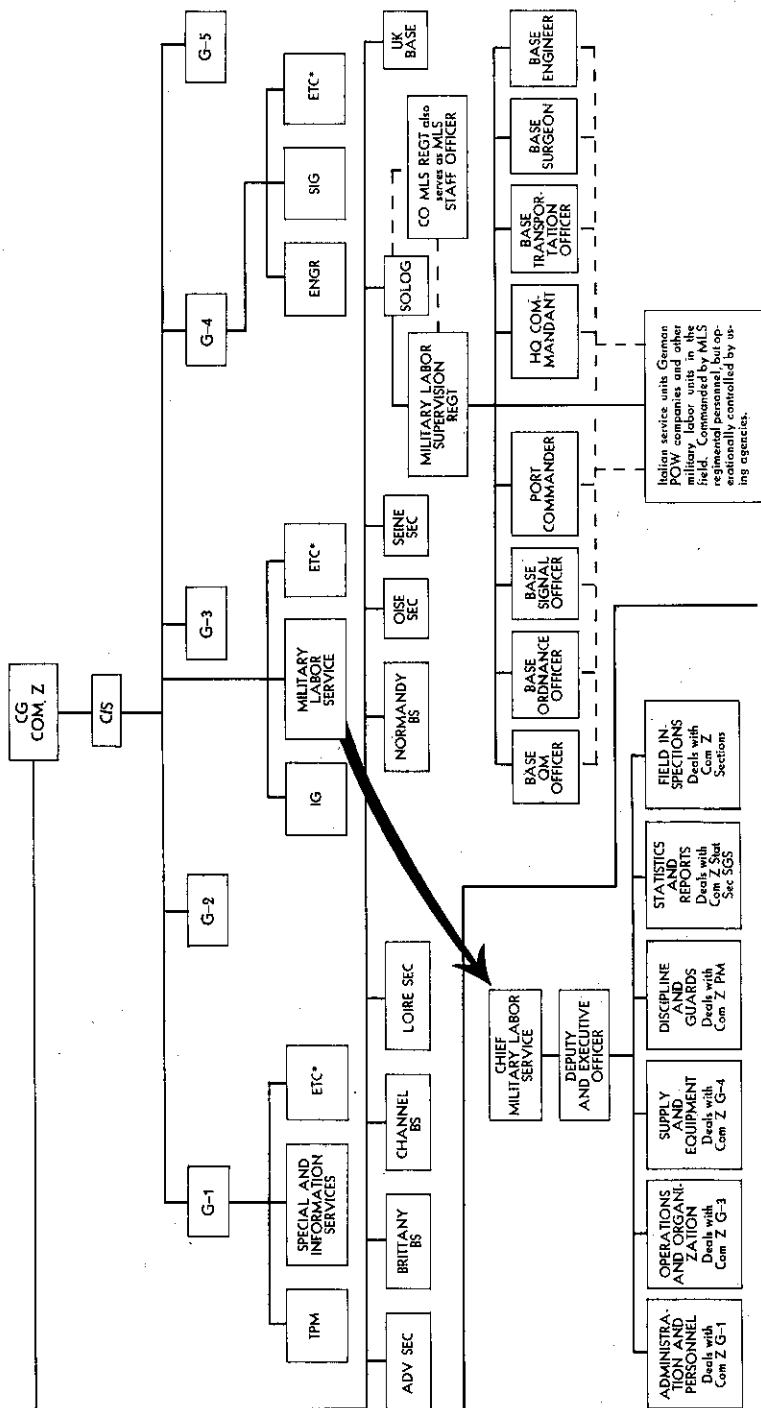 CG
COM. Z
C/S
G-1
G-2
G-3
G-4
G-5
TPM
SPECIAL AND
INFORMATION
SERVICES
ETC*
IG
MILITARY
LABOR
SERVICE
ETC*
ENGR
SIG
ETC*
ADV SEC
BRITTANY
BS
CHANNEL
BS
LOIRE SEC
NORMANDY
BS
OISE
SEC
SEINE
SEC
SOLOG
UK
BASE
MILITARY LABOR
SUPERVISION
REGT
CO MLS REGT also
serves as MLS
STAFF OFFICER
BASE
QM
OFFICER
BASE
ORDNANCE
OFFICER
BASE
SIGNAL
OFFICER
PORT
COMMANDER
HQ COM-
MANDANT
BASE
TRANSPOR-
TATION
OFFICER
BASE
SURGEON
BASE
ENGINEER
Italian service units German
POW companies and other
military labor units in the
field. Commanded by MLS
regimental personnel, but op-
erationally controlled by us-
ing agencies.
CHIEF
MILITARY LABOR
SERVICE
DEPUTY
AND EXECUTIVE
OFFICER
ADMINISTRA-
TION AND
PERSONNEL
Deals with
Com Z G-1
OPERATIONS
AND ORGANI-
ZATION
Deals with
Com Z G-3
SUPPLY
AND
EQUIPMENT
Deals with
Com Z G-4
DISCIPLINE
AND
GUARDS
Deals with
Com Z PM
STATISTICS
AND
REPORTS
Deals with
Com Z Stat
Sec SGS
FIELD IN-
SPECTIONS
Deals with
Com Z
Sections